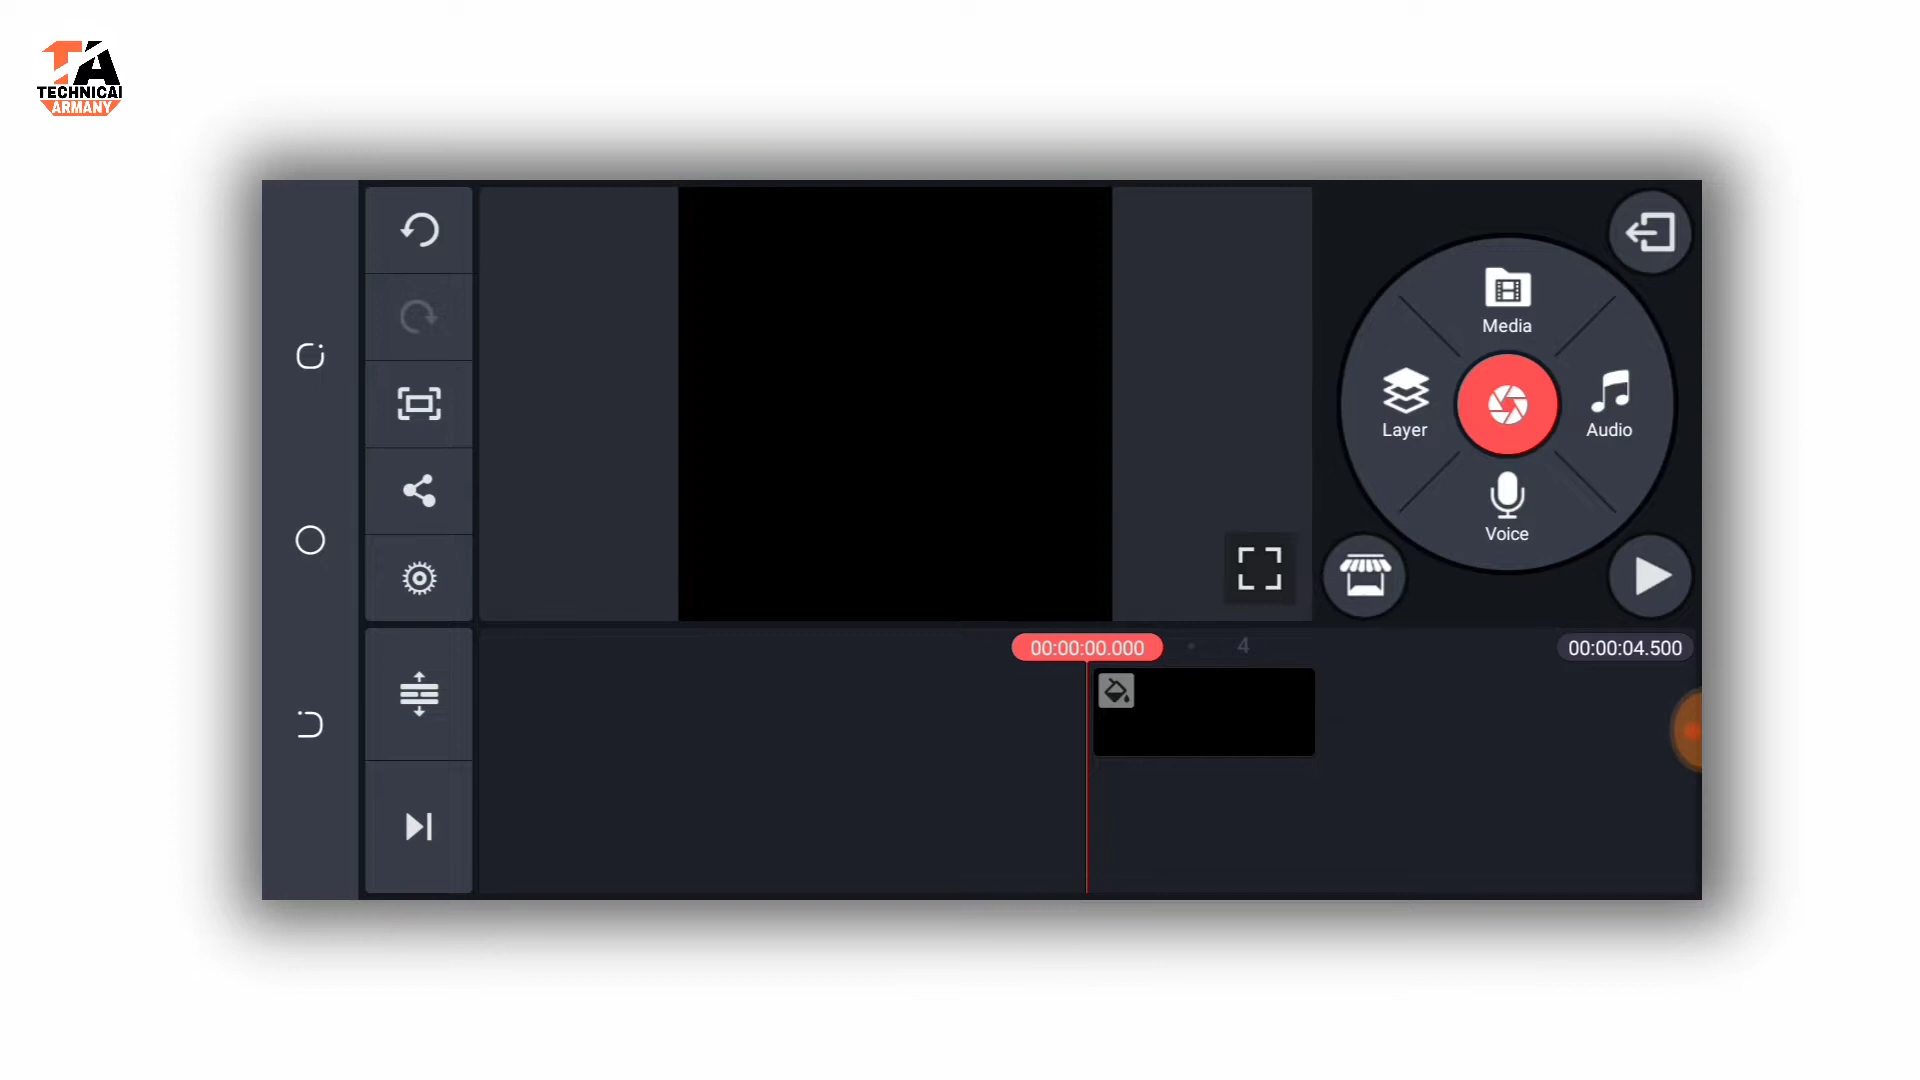 TA
TECHNICAl
ARMANY
Media
Layer
Audio
Voice
00:00:00.000
4
00:00:04.500